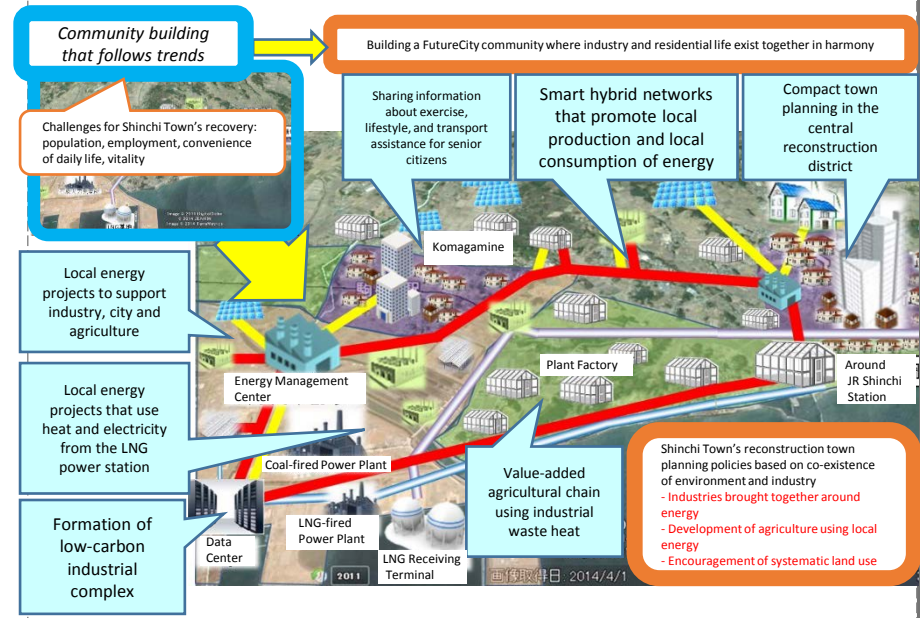 Community building
that follows trends
Building a FutureCity community where industry and residential life exist together in harmony
Challenges for Shinchi Town's recovery:
population, employment, convenience
of daily life, vitality
Sharing information
about exercise,
lifestyle, and transport
assistance for senior
citizens
Smart hybrid networks
that promote local
production and local
consumption of energy
Compact town
planning in the
central
reconstruction
district
Komagamine
Local energy
projects to support
industry, city and
agriculture
Energy Management
Center
Plant Factory
Around
JR Shinchi
Station
Local energy
projects that use
heat and electricity
from the LNG
power station
Coal-fired Power Plant
Value-added
agricultural chain
using industrial
waste heat
Shinchi Town's reconstruction town
planning policies based on co-existence
of environment and industry
- Industries brought together around
energy
- Development of agriculture using local
energy
- Encouragement of systematic land use
Formation of
low-carbon
industrial
complex
Data
Center
LNG-fired
Power Plant
LNG Receiving
Terminal
2011
画像取得日: 2014/4/1